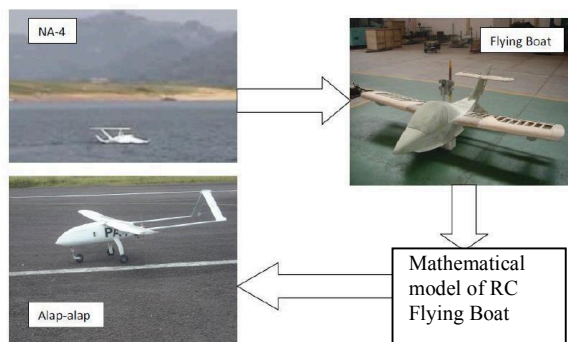 NA-4
Flying Boat
Mathematical
model of RC
Flying Boat
Alap-alap